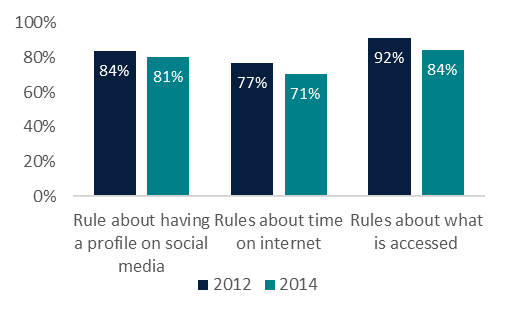 100%
80%
60%
40%
20%
0%
84%
81%
77%
71%
92%
84%
Rule about having
a profile on social
media
Rules about time
on internet
Rules about what
is accessed
2012
2014